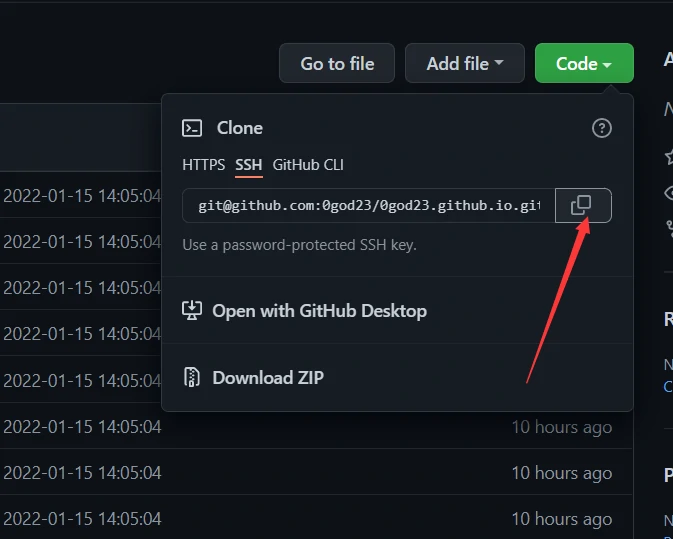 Go to file Add file Code
Clone
HTTPS SSH GitHub CLI
git@github.com:0god23/0god23.github.io.git
Use a password-protected SSH key.
Open with GitHub Desktop
Download ZIP
2022-01-15 14:05:04
2022-01-15 14:05:04
2022-01-15 14:05:04
2022-01-15 14:05:04
2022-01-15 14:05:04
2022-01-15 14:05:04 10 hours ago
2022-01-15 14:05:04 10 hours ago
2022-01-15 14:05:04 10 hours ago